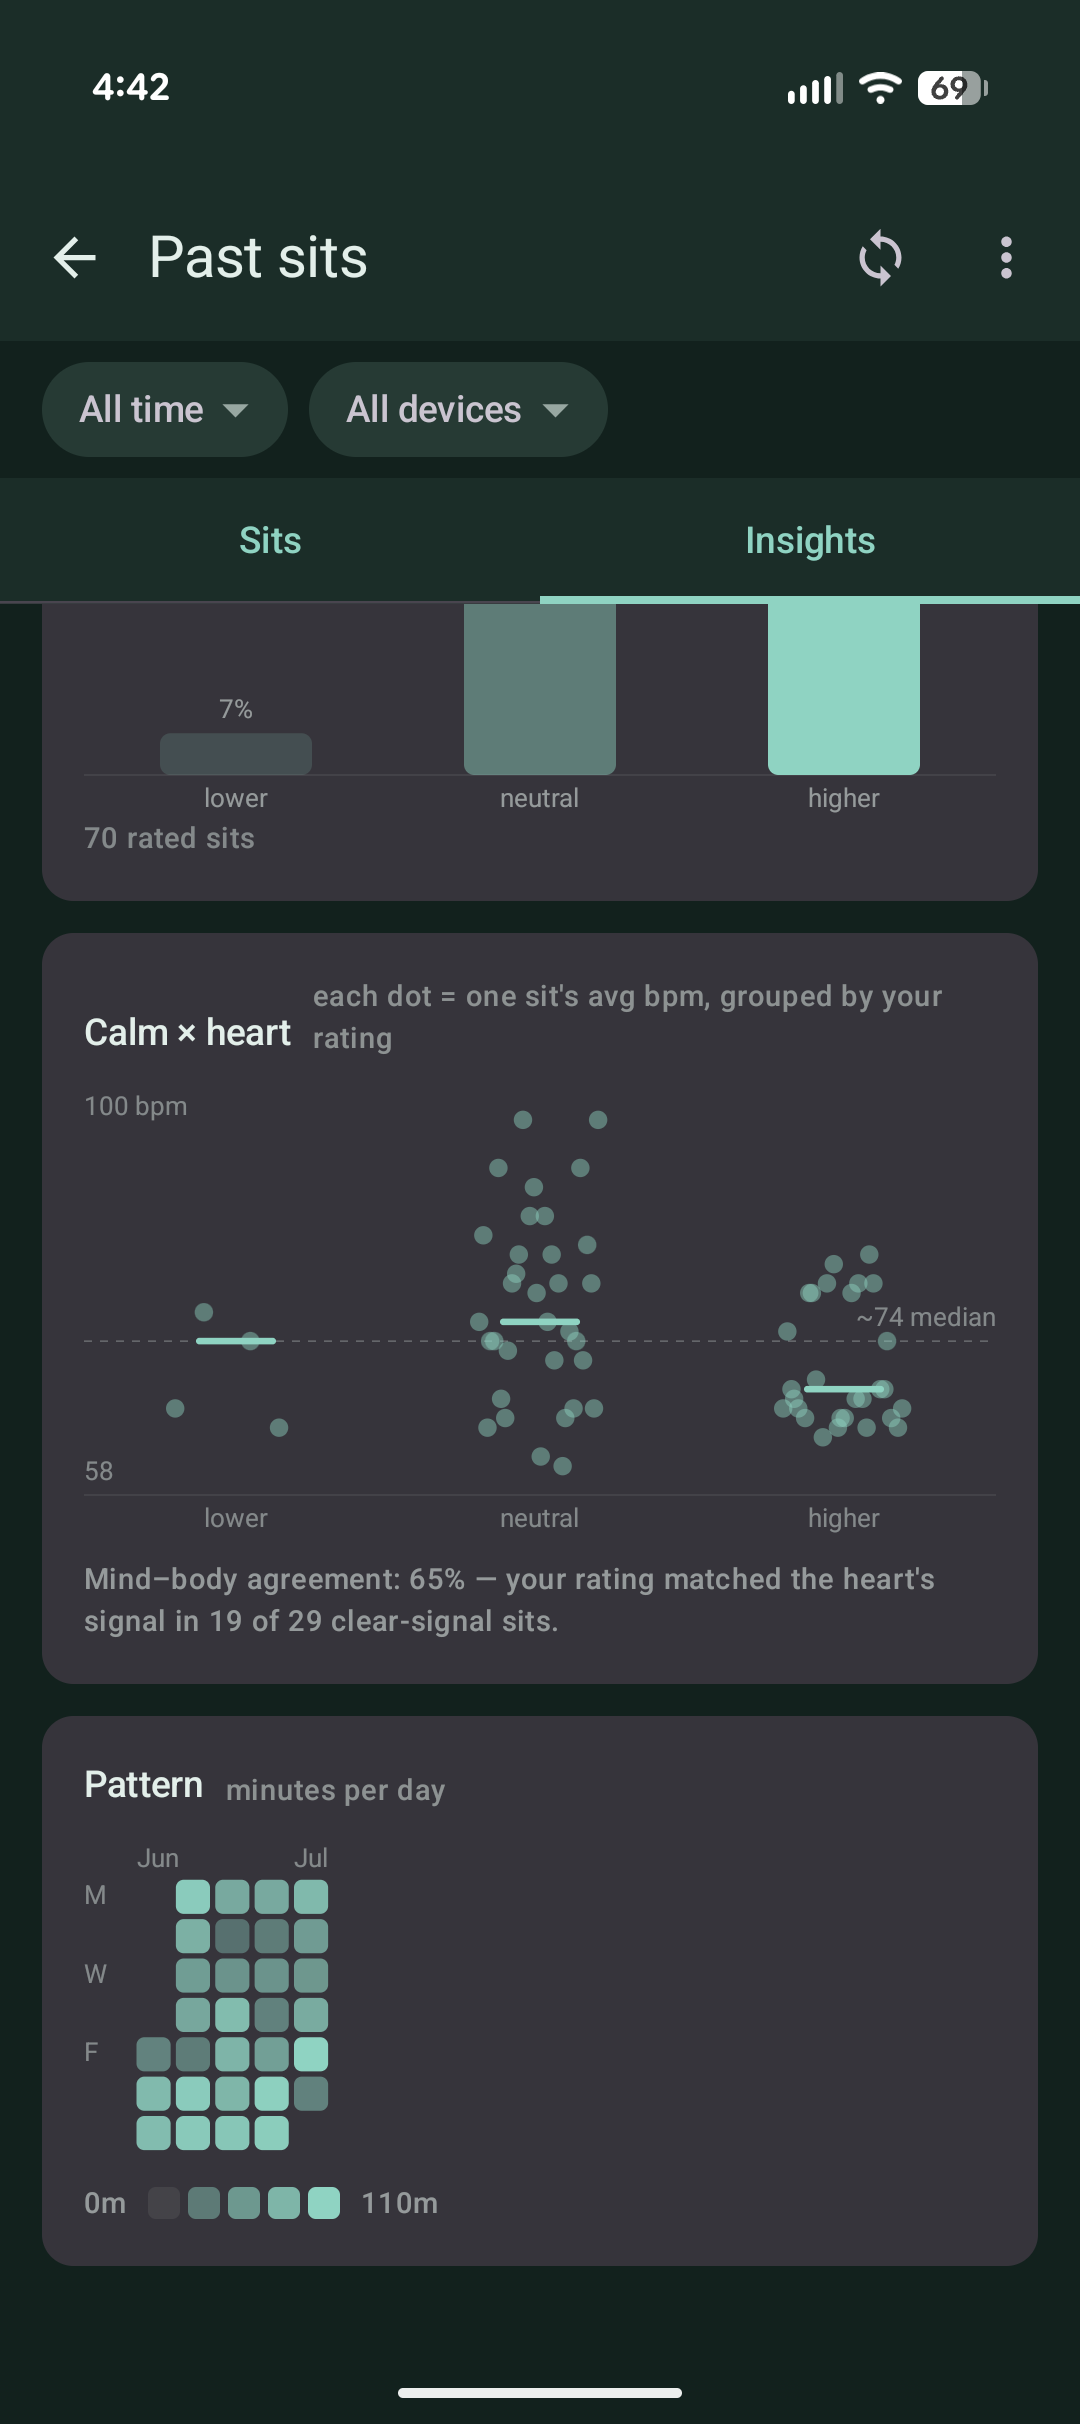 4:42
69
Past sits
All time
All devices
Sits
Insights
7%
lower
neutral
higher
70 rated sits
Calm × heart
each dot = one sit's avg bpm, grouped by your
rating
100 bpm
~74 median
58
lower
neutral
higher
Mind–body agreement: 65% — your rating matched the heart's
signal in 19 of 29 clear-signal sits.
Pattern
minutes per day
Jun
Jul
M
W
F
0m
110m